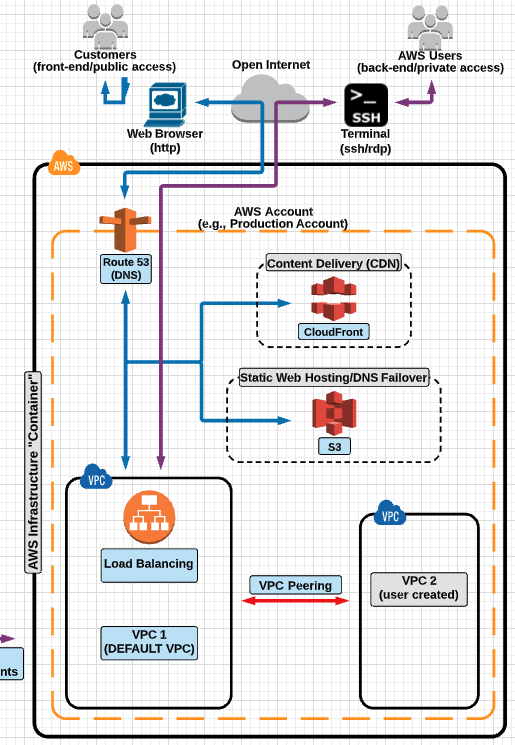 Customers
(front-end/public access)
AWS Users
(back-end/private access)
Open Internet
Web Browser
(http)
>_
SSH
Terminal
(ssh/rdp)
AWS
AWS Account
(e.g., Production Account)
Route 53
(DNS)
Content Delivery (CDN)
CloudFront
Static Web Hosting/DNS Failover
S3
AWS Infrastructure "Container"
VPC
Load Balancing
VPC 1
(DEFAULT VPC)
VPC Peering
VPC
VPC 2
(user created)
nts